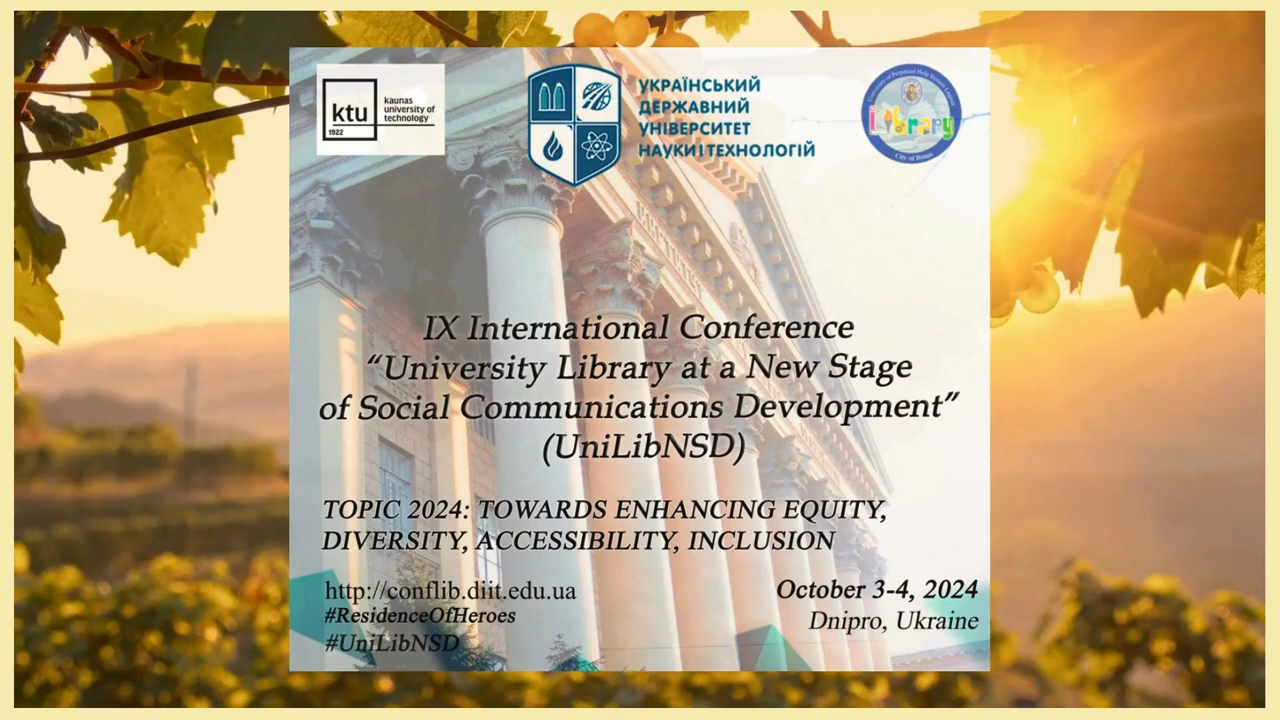 ktu
1922
kaunas
university of
technology
УКРАЇНСЬКИЙ
ДЕРЖАВНИЙ
УНІВЕРСИТЕТ
НАУКИ І ТЕХНОЛОГІЙ
Library
IX International Conference
“University Library at a New Stage
of Social Communications Development”
(UniLibNSD)
TOPIC 2024: TOWARDS ENHANCING EQUITY,
DIVERSITY, ACCESSIBILITY, INCLUSION
http://conflib.diit.edu.ua
#ResidenceOfHeroes
#UniLibNSD
October 3-4, 2024
Dnipro, Ukraine